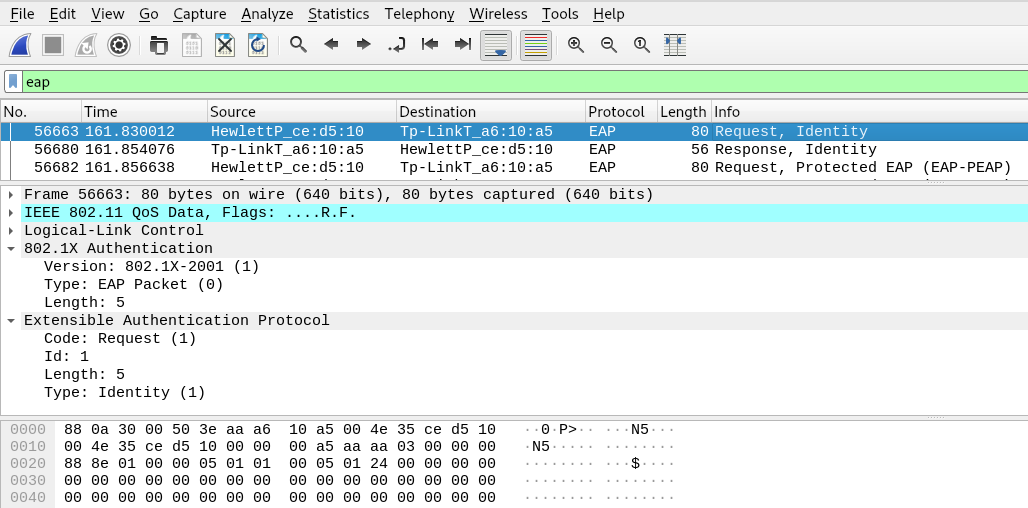 File Edit View Go Capture Analyze Statistics Telephony Wireless Tools Help
eap
No. Time Source Destination Protocol Length Info
56663 161.830012 HewlettP_ce:d5:10 Tp-LinkT_a6:10:a5 EAP 80 Request, Identity
56680 161.854076 Tp-LinkT_a6:10:a5 HewlettP_ce:d5:10 EAP 56 Response, Identity
56682 161.856638 HewlettP_ce:d5:10 Tp-LinkT_a6:10:a5 EAP 80 Request, Protected EAP (EAP-PEAP)
Frame 56663: 80 bytes on wire (640 bits), 80 bytes captured (640 bits)
IEEE 802.11 QoS Data, Flags: ....R.F.
Logical-Link Control
802.1X Authentication
Version: 802.1X-2001 (1)
Type: EAP Packet (0)
Length: 5
Extensible Authentication Protocol
Code: Request (1)
Id: 1
Length: 5
Type: Identity (1)
0000 88 0a 30 00 50 3e aa a6 10 a5 00 4e 35 ce d5 10 ··0·P>·· ···N5···
0010 00 4e 35 ce d5 10 00 00 00 a5 aa aa 03 00 00 00 ·N5····· ········
0020 88 8e 01 00 00 05 01 01 00 05 01 24 00 00 00 00 ········ ···$····
0030 00 00 00 00 00 00 00 00 00 00 00 00 00 00 00 00 ········ ········
0040 00 00 00 00 00 00 00 00 00 00 00 00 00 00 00 00 ········ ········